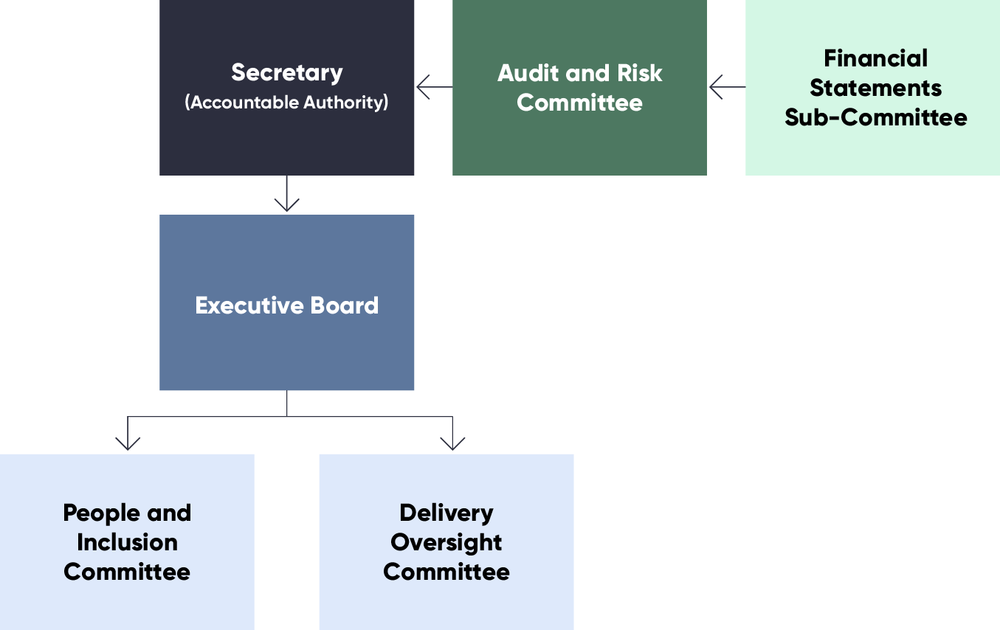 Secretary
(Accountable Authority)
Audit and Risk
Committee
Financial
Statements
Sub-Committee
Executive Board
People and
Inclusion
Committee
Delivery
Oversight
Committee